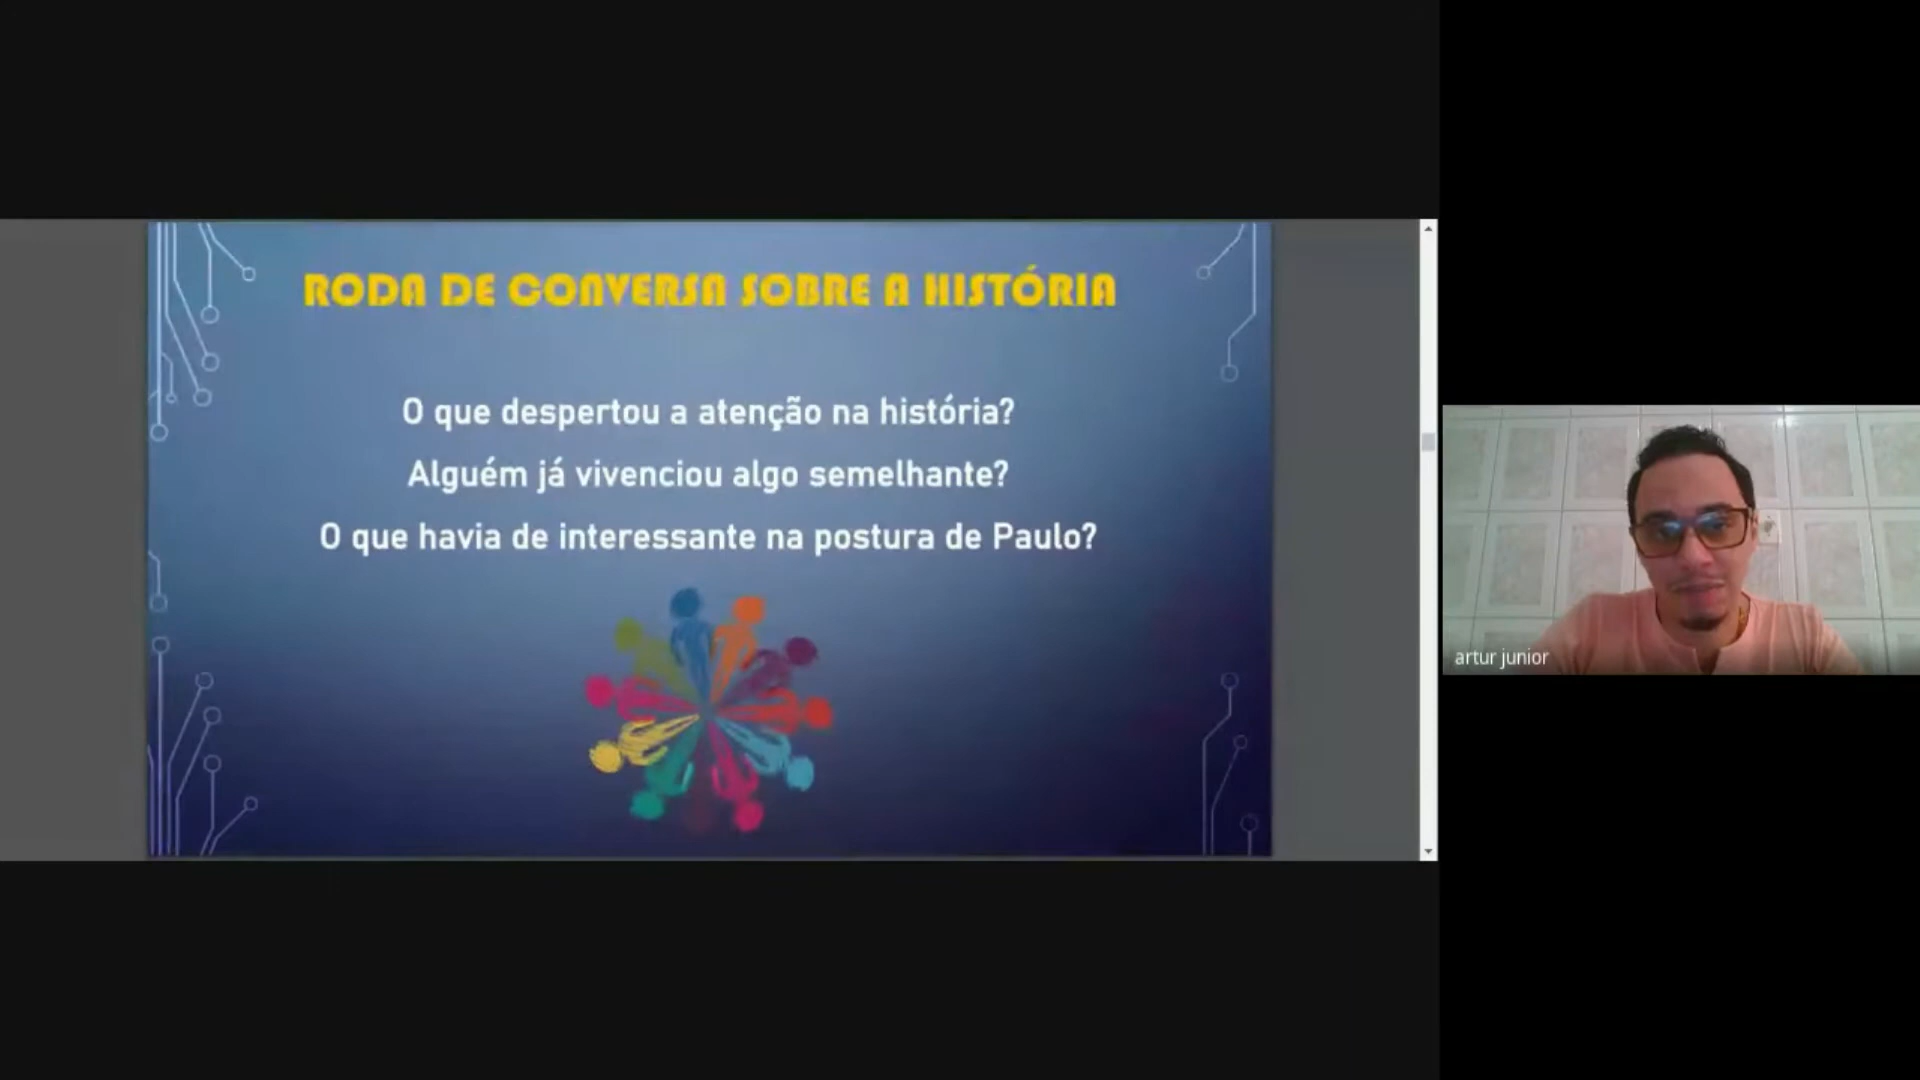 RODA DE CONVERSA SOBRE A HISTÓRIA
O que despertou a atenção na história?
Alguém já vivenciou algo semelhante?
O que havia de interessante na postura de Paulo?
artur junior